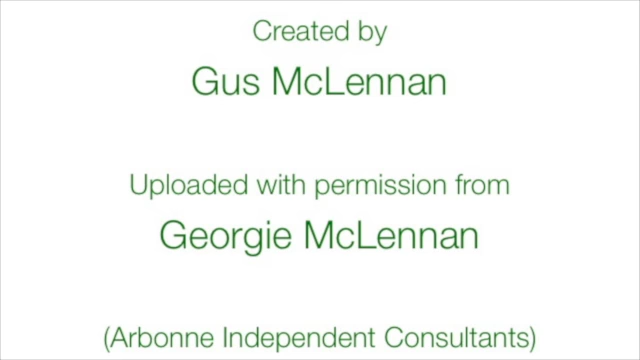 Created by
Gus McLennan
Uploaded with permission from
Georgie McLennan
(Arbonne Independent Consultants)